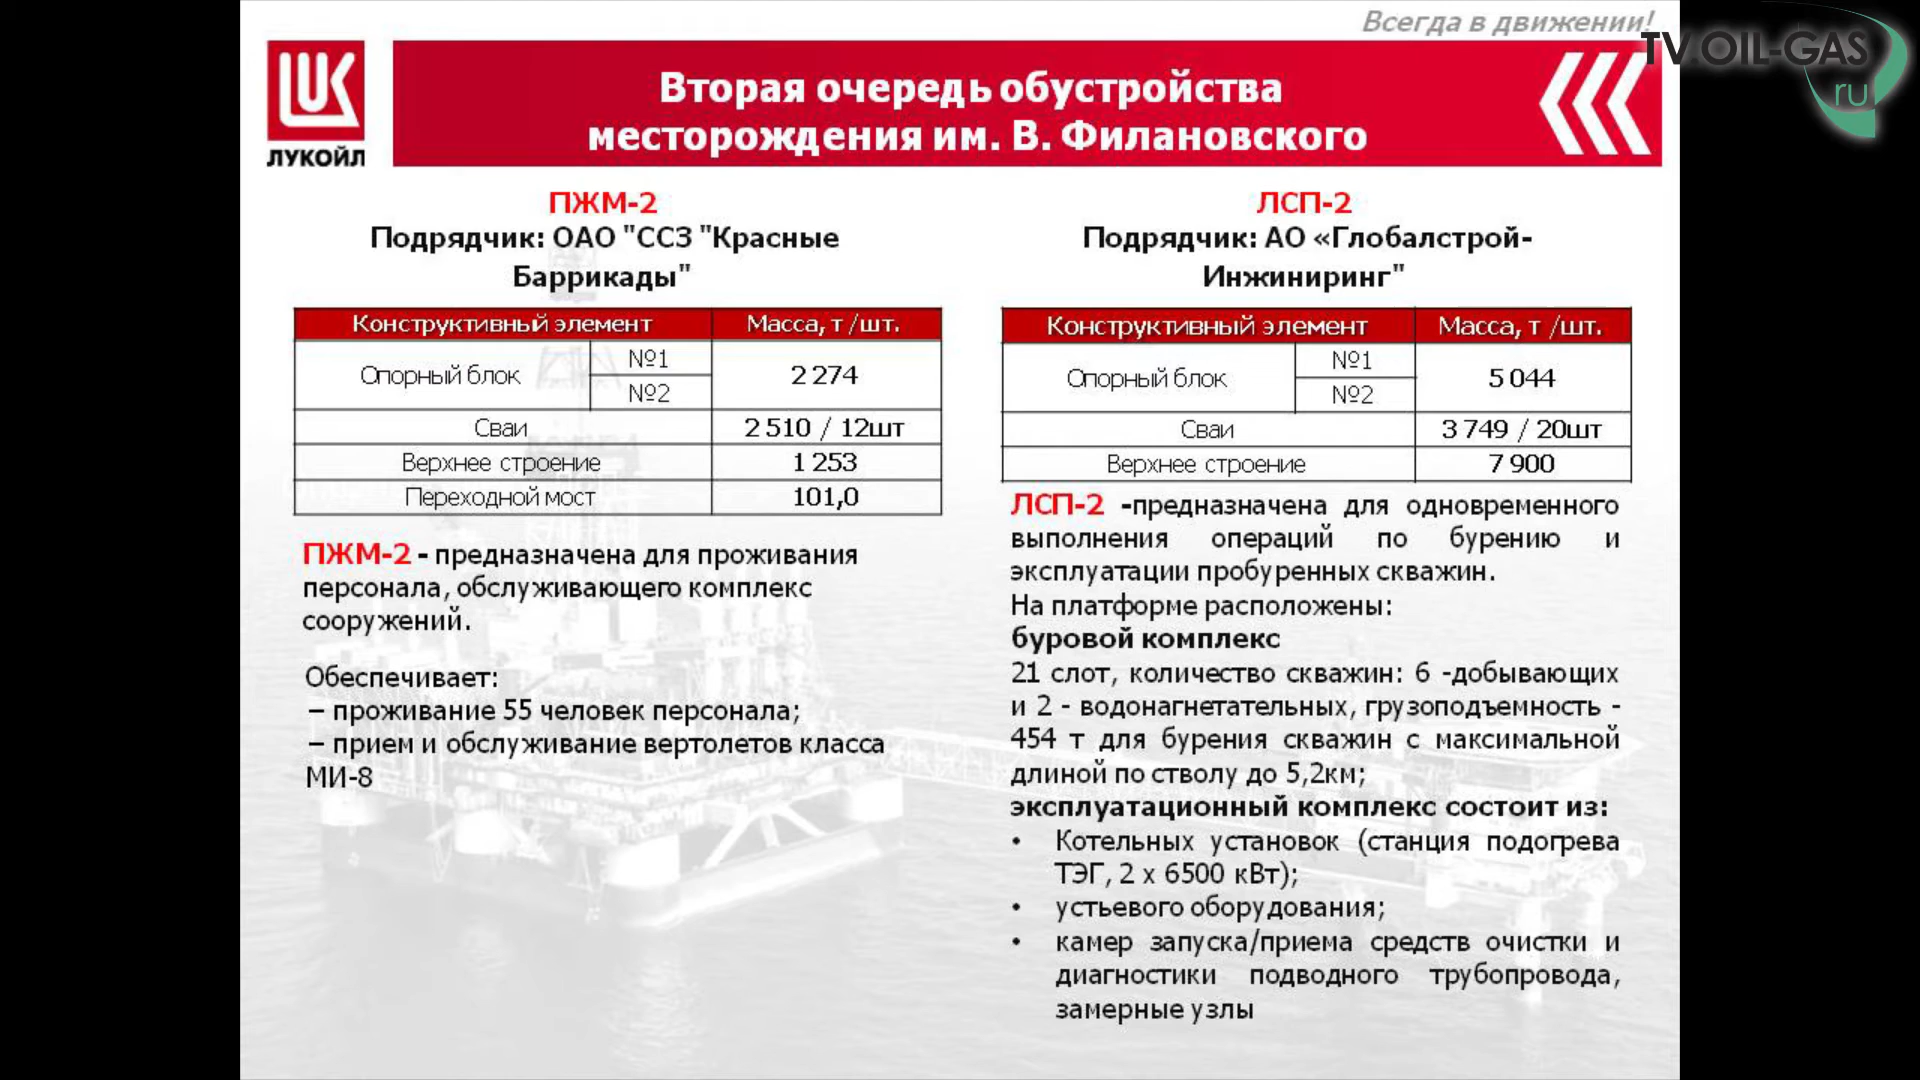 Всегда в движении!
TV.OIL-GAS
ru
ЛУКОЙЛ
Вторая очередь обустройства
месторождения им. В. Филановского
ПЖМ-2
Подрядчик: ОАО "ССЗ "Красные
Баррикады"
Конструктивный элемент Масса, т /шт.
Опорный блок №1 2 274
№2
Сваи 2 510 / 12шт
Верхнее строение 1 253
Переходной мост 101,0
ПЖМ-2 - предназначена для проживания
персонала, обслуживающего комплекс
сооружений.
Обеспечивает:
– проживание 55 человек персонала;
– прием и обслуживание вертолетов класса
МИ-8
ЛСП-2
Подрядчик: АО «Глобалстрой-
Инжиниринг"
Конструктивный элемент Масса, т /шт.
Опорный блок №1 5 044
№2
Сваи 3 749 / 20шт
Верхнее строение 7 900
ЛСП-2 -предназначена для одновременного
выполнения операций по бурению и
эксплуатации пробуренных скважин.
На платформе расположены:
буровой комплекс
21 слот, количество скважин: 6 -добывающих
и 2 - водонагнетательных, грузоподъемность -
454 т для бурения скважин с максимальной
длиной по стволу до 5,2км;
эксплуатационный комплекс состоит из:
• Котельных установок (станция подогрева
ТЭГ, 2 х 6500 кВт);
• устьевого оборудования;
• камер запуска/приема средств очистки и
диагностики подводного трубопровода,
замерные узлы